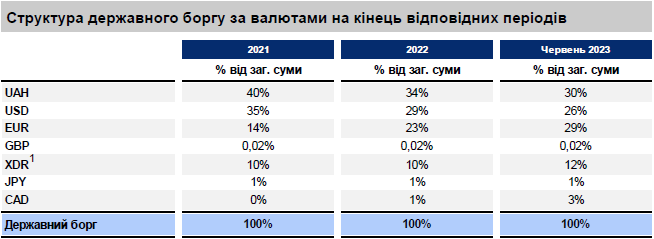 Структура державного боргу за валютами на кінець відповідних періодів
2021 2022 Червень 2023
% від заг. суми % від заг. суми % від заг. суми
UAH 40% 34% 30%
USD 35% 29% 26%
EUR 14% 23% 29%
GBP 0,02% 0,02% 0,02%
XDR1 10% 10% 12%
JPY 1% 1% 1%
CAD 0% 1% 3%
Державний борг 100% 100% 100%